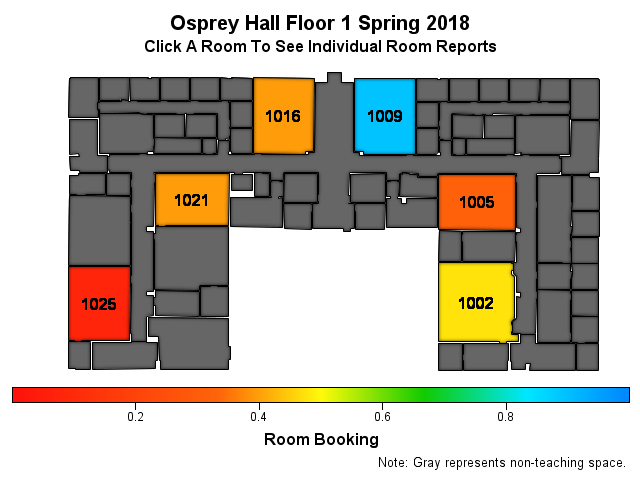 Osprey Hall Floor 1 Spring 2018
Click A Room To See Individual Room Reports
1016
1009
1021
1005
1025
1002
0.2
0.4
0.6
0.8
Room Booking
Note: Gray represents non-teaching space.